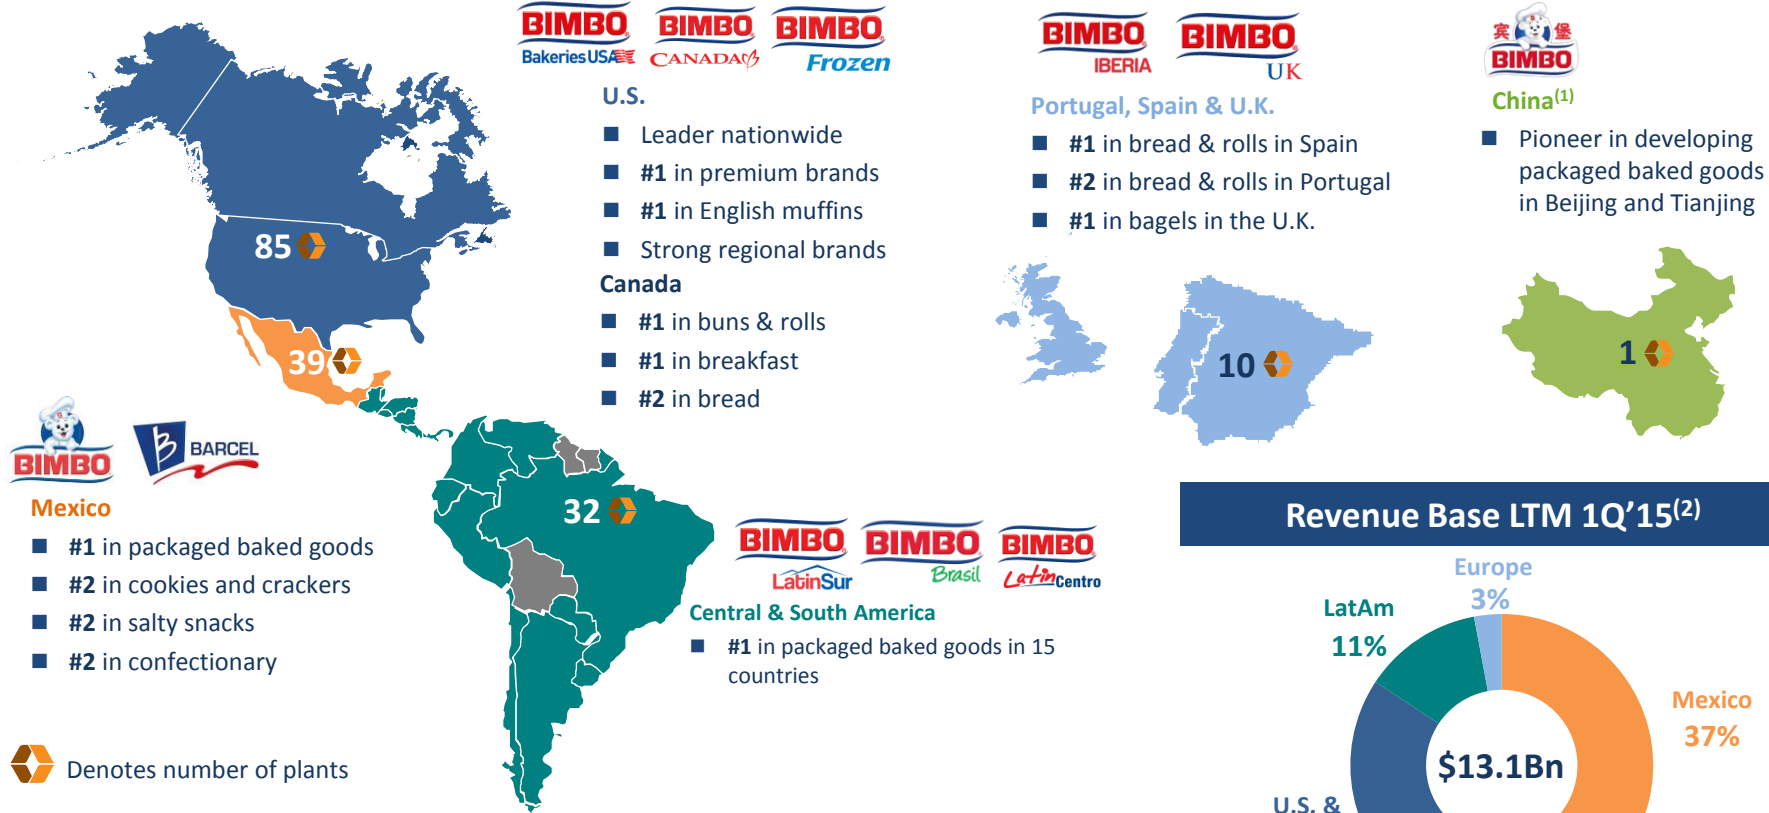 BIMBO
Bakeries USA
BIMBO
CANADA
BIMBO
Frozen
U.S.
Leader nationwide
#1 in premium brands
#1 in English muffins
Strong regional brands
Canada
#1 in buns & rolls
#1 in breakfast
#2 in bread
BIMBO
IBERIA
BIMBO
UK
Portugal, Spain & U.K.
#1 in bread & rolls in Spain
#2 in bread & rolls in Portugal
#1 in bagels in the U.K.
宾 堡
BIMBO
China(1)
Pioneer in developing
packaged baked goods
in Beijing and Tianjing
85
39
32
10
1
BIMBO
BARCEL
Mexico
#1 in packaged baked goods
#2 in cookies and crackers
#2 in salty snacks
#2 in confectionary
Denotes number of plants
BIMBO
LatinSur
BIMBO
Brasil
BIMBO
LatinCentro
Central & South America
#1 in packaged baked goods in 15
countries
Revenue Base LTM 1Q’15(2)
Europe
3%
LatAm
11%
Mexico
37%
$13.1Bn
U.S. &